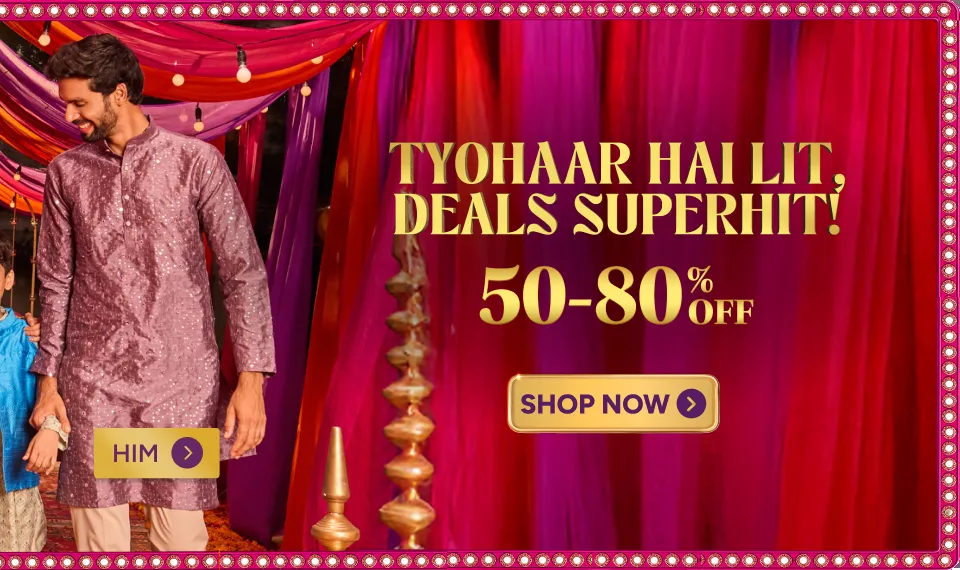 TYOHAAR HAI LIT,
DEALS SUPERHIT!
50-80% OFF
SHOP NOW
HIM